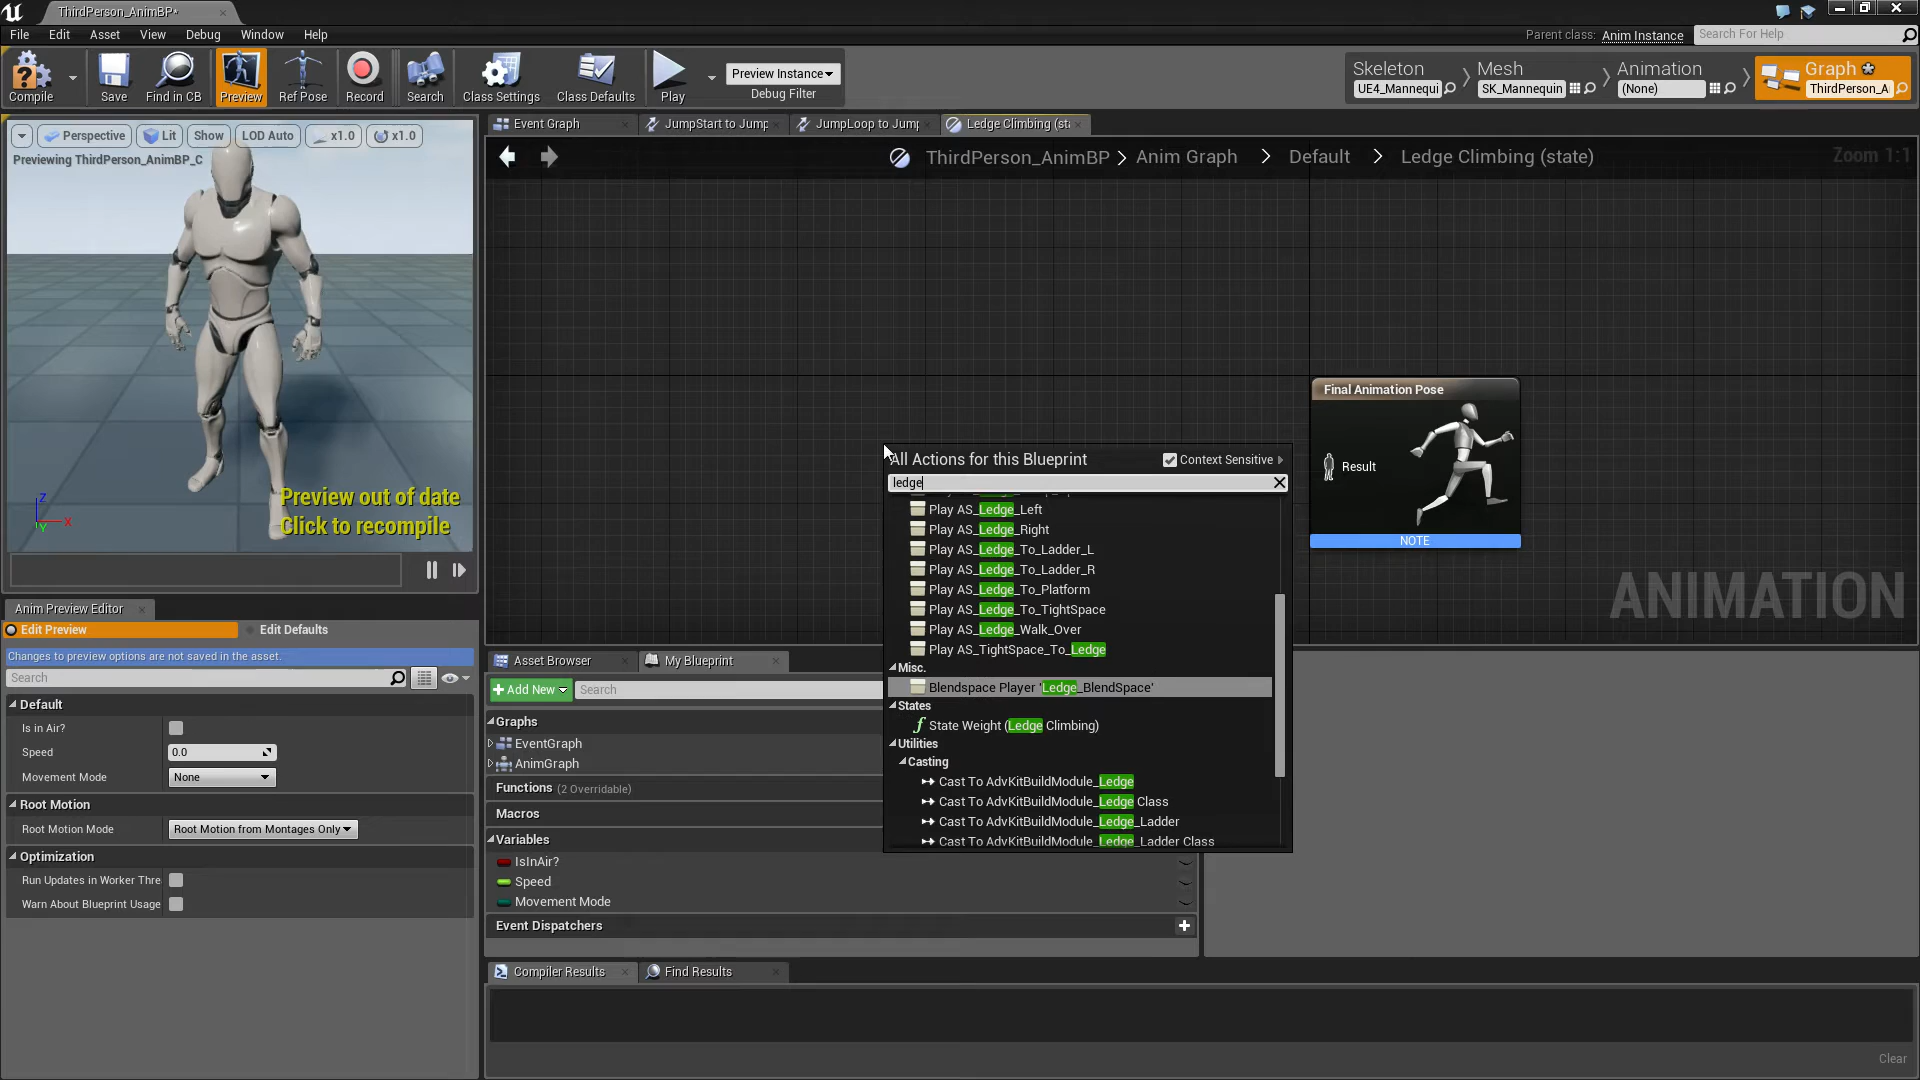 ThirdPerson_AnimBP*
File Edit Asset View Debug Window Help
Parent class: Anim Instance
Search For Help
Compile
Save
Find in CB
Preview
Ref Pose
Record
Search
Class Settings
Class Defaults
Play
Preview Instance
Debug Filter
Skeleton
UE4_Mannequi
Mesh
SK_Mannequin
Animation
(None)
Graph
ThirdPerson_A
Perspective Lit Show LOD Auto x1.0 x1.0
Previewing ThirdPerson_AnimBP_C
Preview out of date
Click to recompile
Z
X
Y
Event Graph
JumpStart to Jump
JumpLoop to Jum
Ledge Climbing (sta
ThirdPerson_AnimBP > Anim Graph > Default > Ledge Climbing (state)
Zoom 1:1
Final Animation Pose
Result
NOTE
ANIMATION
All Actions for this Blueprint
Context Sensitive
ledge
Play AS_Ledge_Left
Play AS_Ledge_Right
Play AS_Ledge_To_Ladder_L
Play AS_Ledge_To_Ladder_R
Play AS_Ledge_To_Platform
Play AS_Ledge_To_TightSpace
Play AS_Ledge_Walk_Over
Play AS_TightSpace_To_Ledge
Misc.
Blendspace Player 'Ledge_BlendSpace'
States
State Weight (Ledge Climbing)
Utilities
Casting
Cast To AdvKitBuildModule_Ledge
Cast To AdvKitBuildModule_Ledge Class
Cast To AdvKitBuildModule_Ledge_Ladder
Cast To AdvKitBuildModule_Ledge_Ladder Class
Anim Preview Editor
Edit Preview
Edit Defaults
Changes to preview options are not saved in the asset.
Search
Default
Is in Air?
Speed 0.0
Movement Mode None
Root Motion
Root Motion Mode Root Motion from Montages Only
Optimization
Run Updates in Worker Thre
Warn About Blueprint Usage
Asset Browser
My Blueprint
Add New
Search
Graphs
EventGraph
AnimGraph
Functions (2 Overridable)
Macros
Variables
IsInAir?
Speed
Movement Mode
Event Dispatchers
Compiler Results
Find Results
Clear